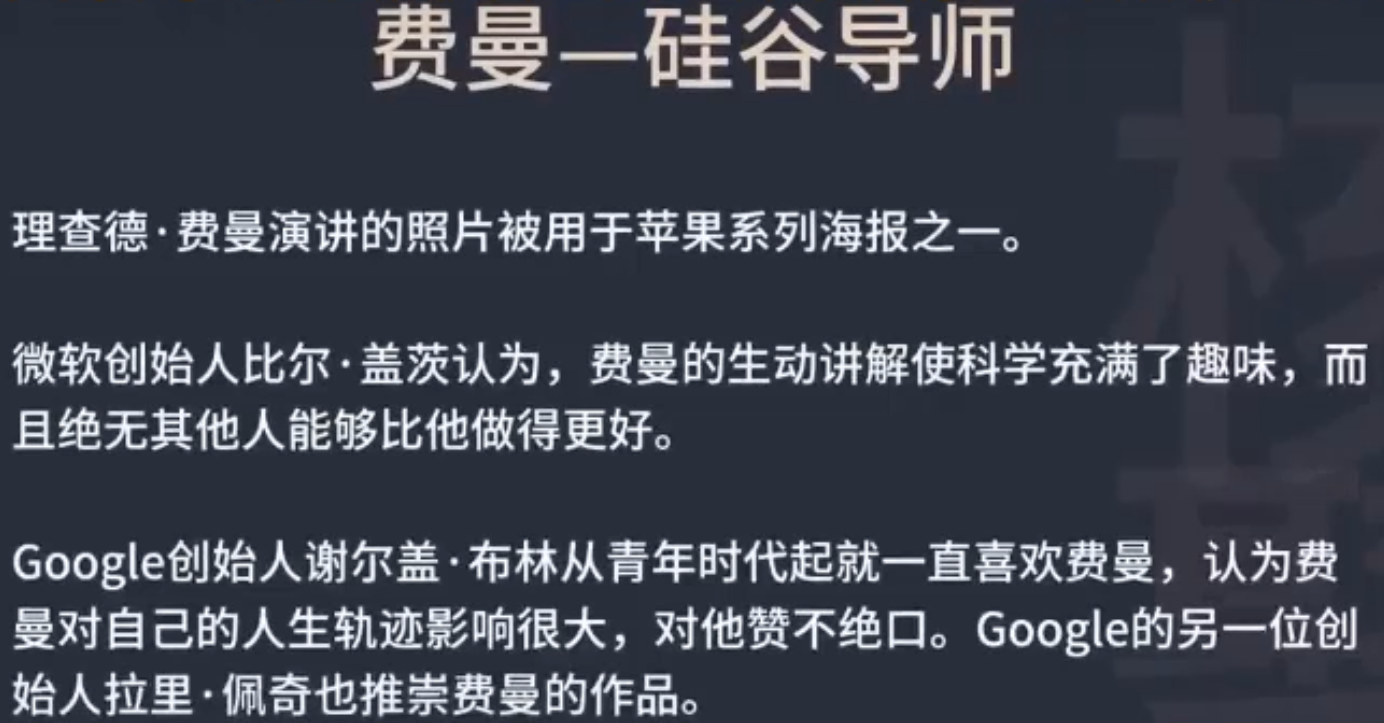 费曼—硅谷导师
理查德·费曼演讲的照片被用于苹果系列海报之一。
微软创始人比尔·盖茨认为，费曼的生动讲解使科学充满了趣味，而
且绝无其他人能够比他做得更好。
Google创始人谢尔盖·布林从青年时代起就一直喜欢费曼，认为费
曼对自己的人生轨迹影响很大，对他赞不绝口。Google的另一位创
始人拉里·佩奇也推崇费曼的作品。